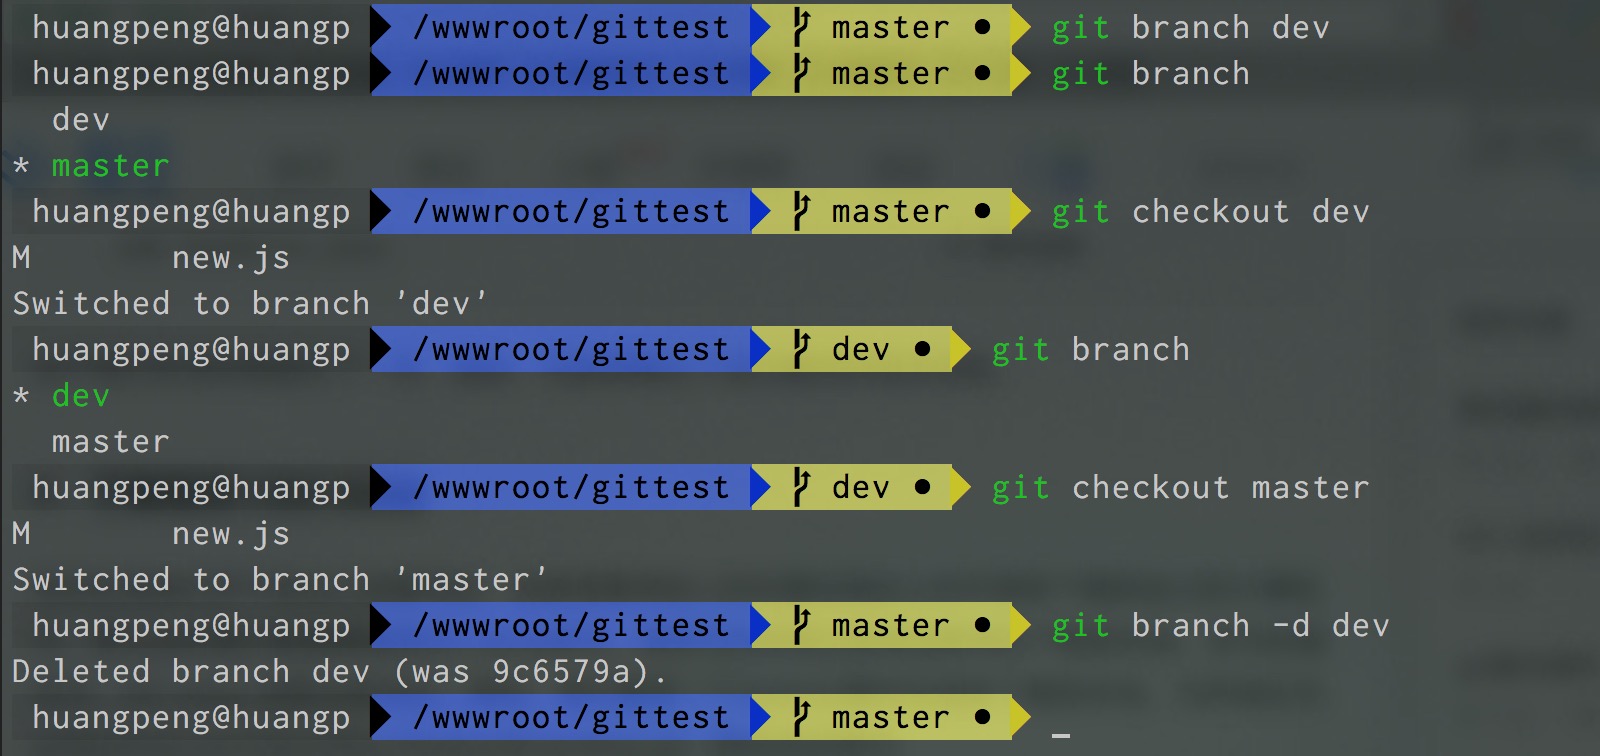 huangpeng@huangp /wwwroot/gittest master ● git branch dev
huangpeng@huangp /wwwroot/gittest master ● git branch
dev
* master
huangpeng@huangp /wwwroot/gittest master ● git checkout dev
M new.js
Switched to branch 'dev'
huangpeng@huangp /wwwroot/gittest dev ● git branch
* dev
master
huangpeng@huangp /wwwroot/gittest dev ● git checkout master
M new.js
Switched to branch 'master'
huangpeng@huangp /wwwroot/gittest master ● git branch -d dev
Deleted branch dev (was 9c6579a).
huangpeng@huangp /wwwroot/gittest master ● _